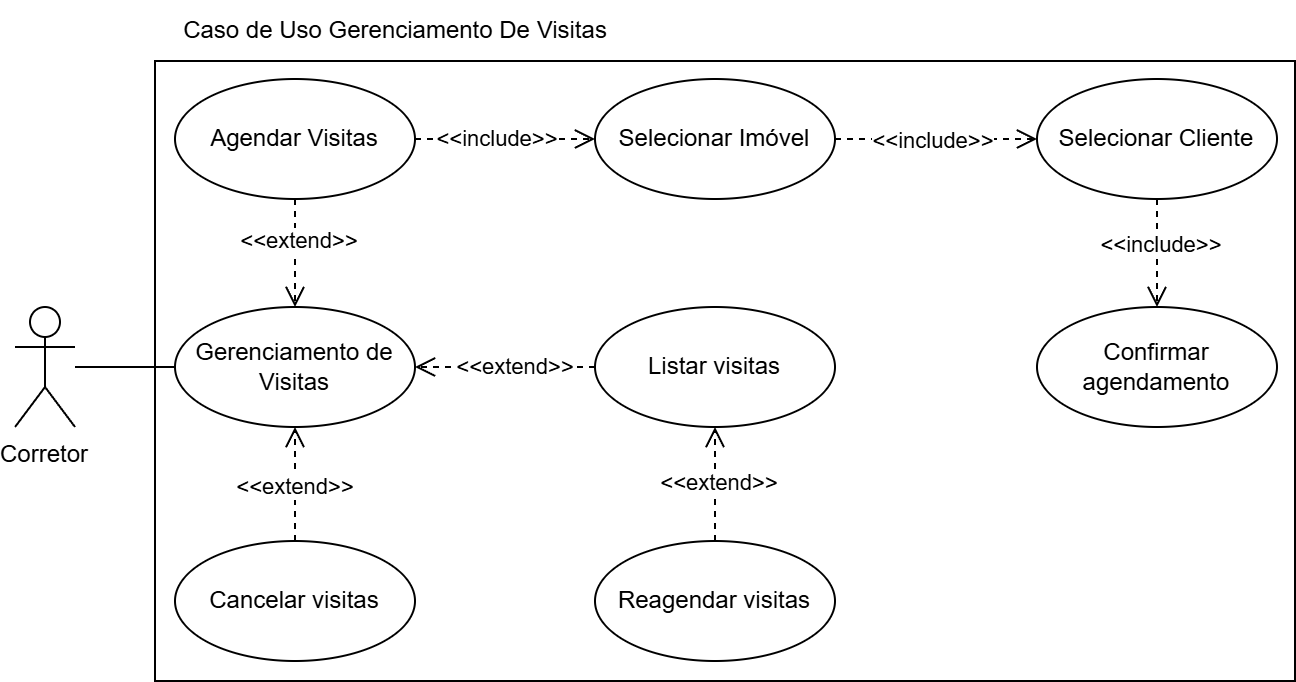 Caso de Uso Gerenciamento De Visitas
Agendar Visitas
<<include>>
Selecionar Imóvel
<<include>>
Selecionar Cliente
<<extend>>
<<include>>
Gerenciamento de
Visitas
<<extend>>
Listar visitas
Confirmar
agendamento
Corretor
<<extend>>
<<extend>>
Cancelar visitas
Reagendar visitas